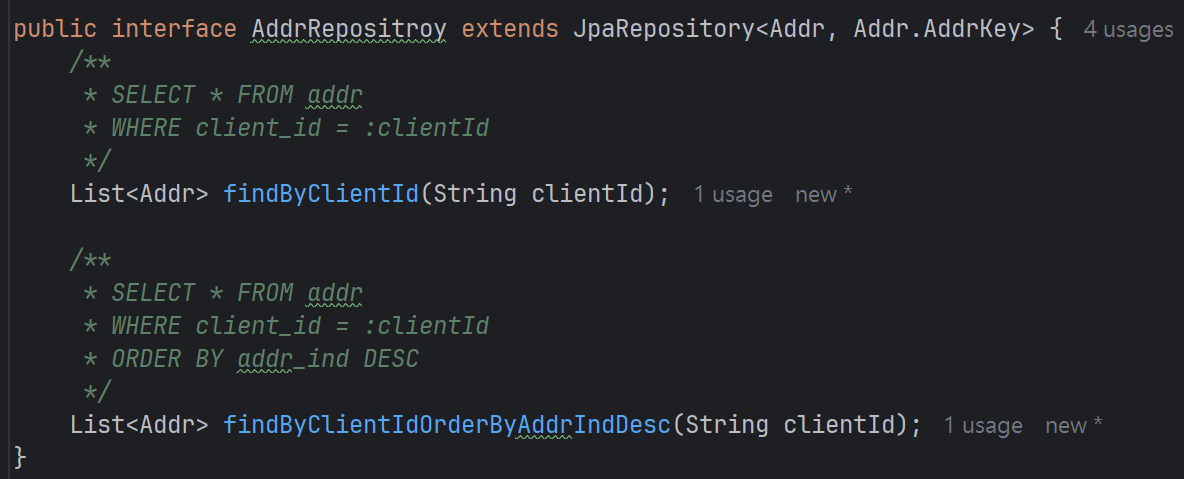 public interface AddrRepositroy extends JpaRepository<Addr, Addr.AddrKey> { 4 usages
/**
* SELECT * FROM addr
* WHERE client_id = :clientId
*/
List<Addr> findByClientId(String clientId); 1 usage new *
/**
* SELECT * FROM addr
* WHERE client_id = :clientId
* ORDER BY addr_ind DESC
*/
List<Addr> findByClientIdOrderByAddrIndDesc(String clientId); 1 usage new *
}